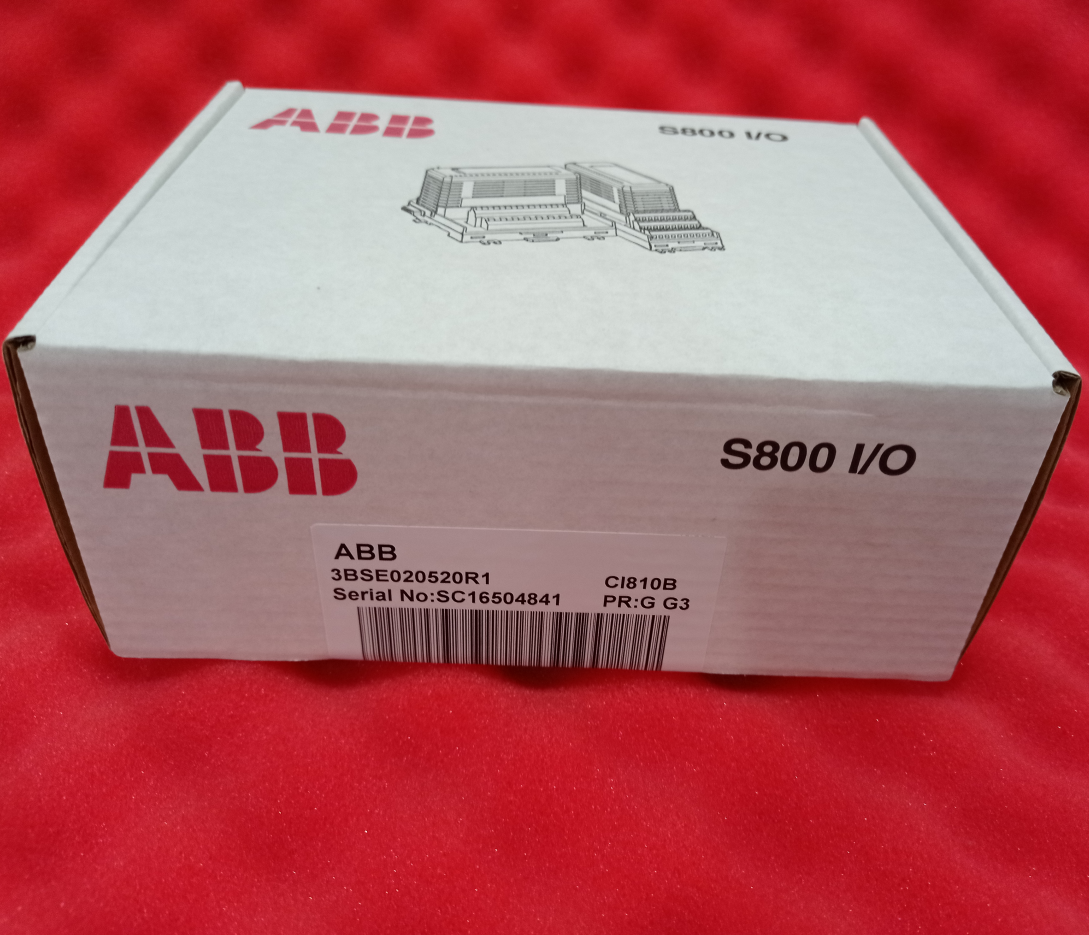 ABB S800 I/O
ABB S800 I/O
ABB
3BSE020520R1 CI810B
Serial No:SC16504841 PR:G G3